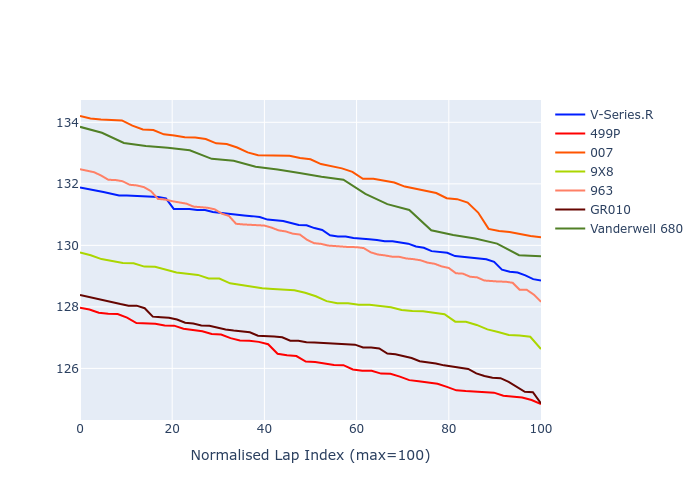 134
132
130
128
126
0 20 40 60 80 100
Normalised Lap Index (max=100)
V-Series.R
499P
007
9X8
963
GR010
Vanderwell 680